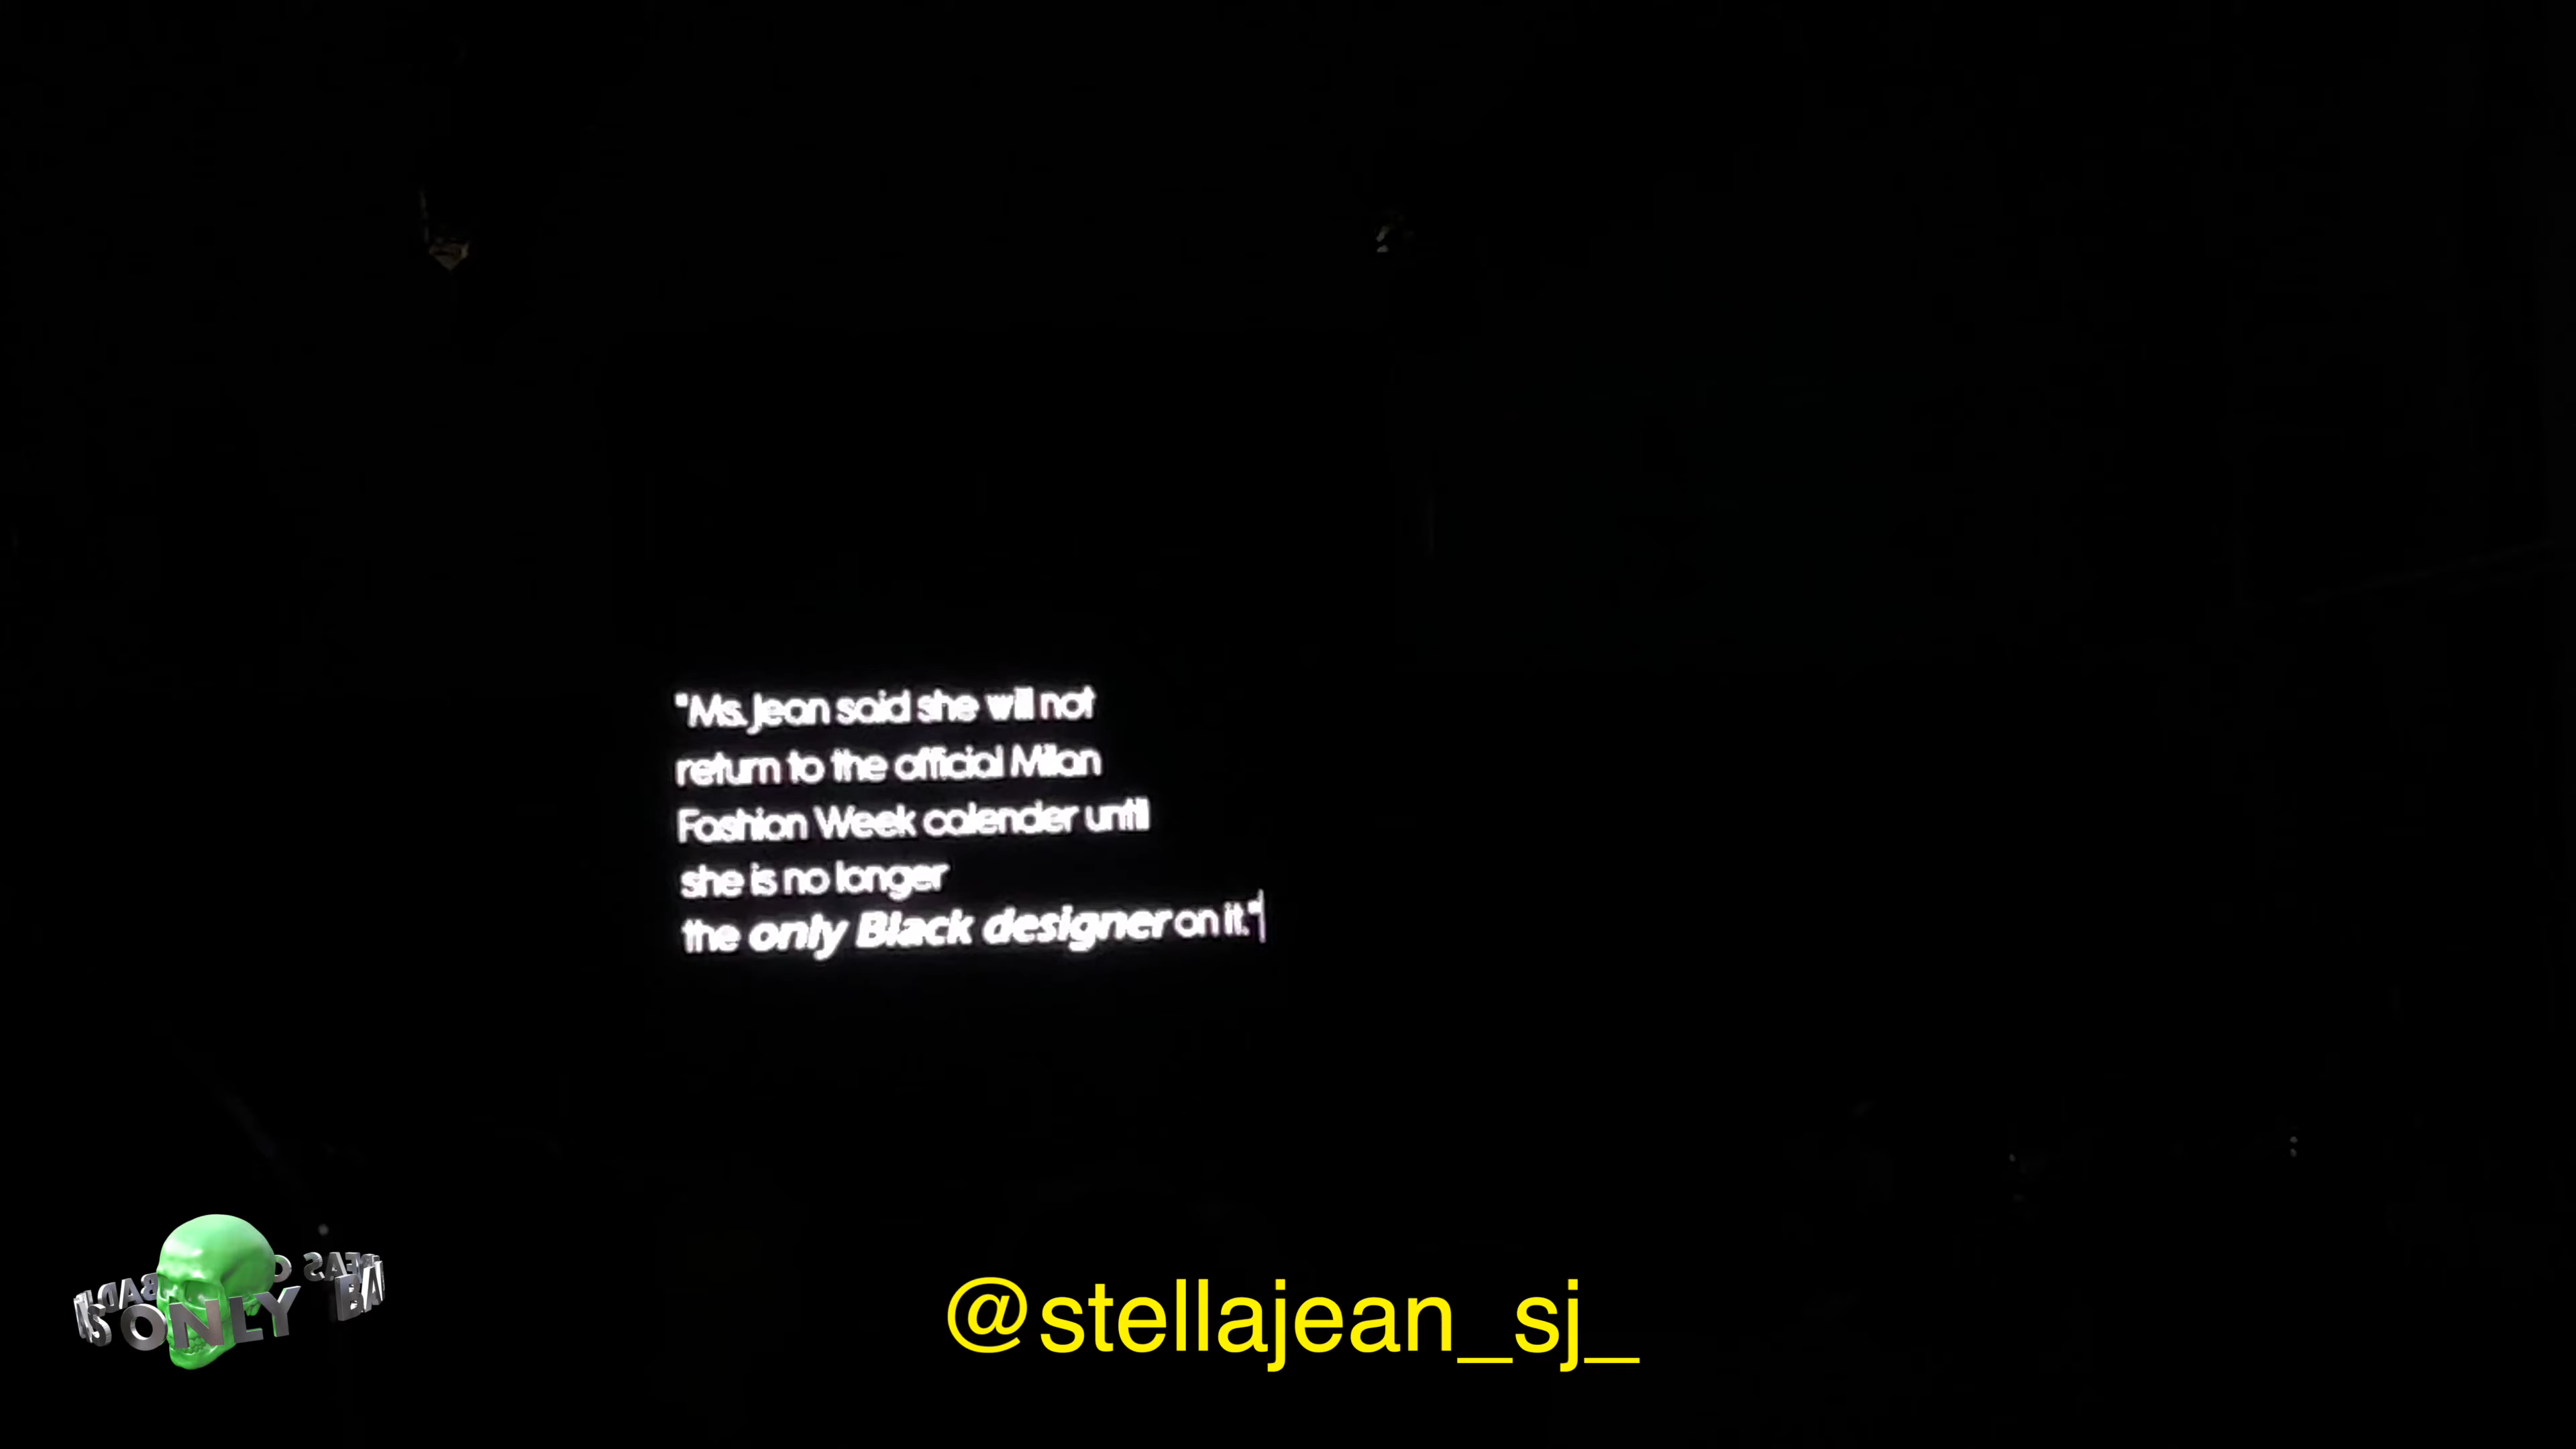 "Ms. Jean said she will not
return to the official Milan
Fashion Week calender until
she is no longer
the only Black designer on it."
ONLY BA
@stellajean_sj_